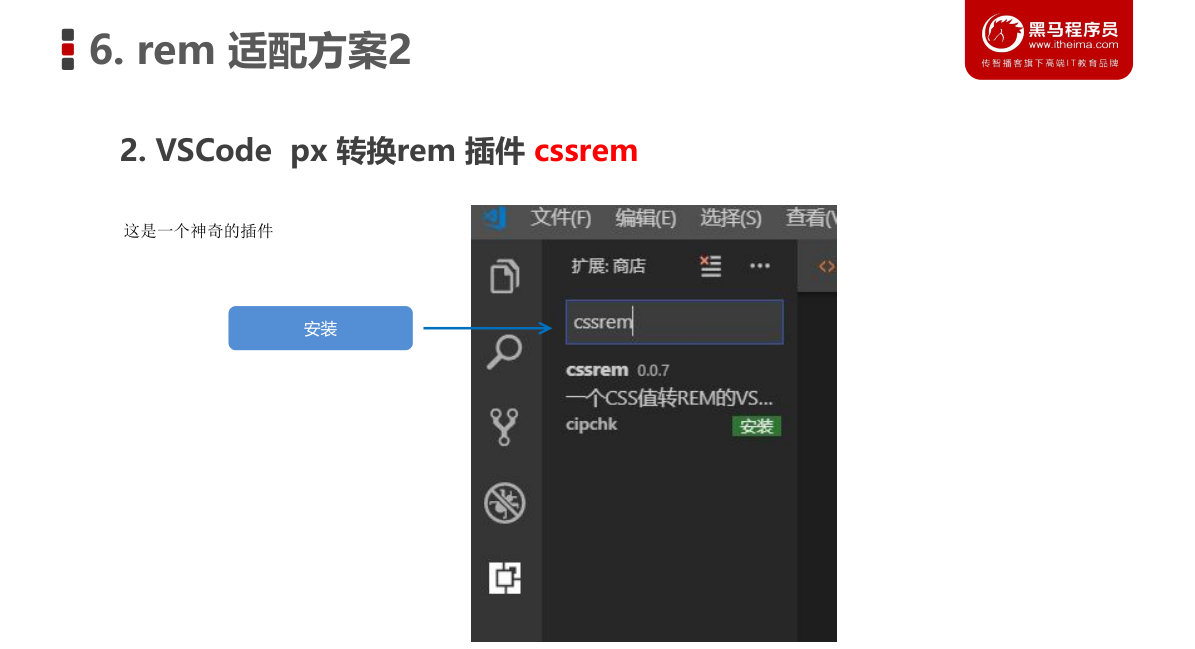 6. rem 适配方案2
黑马程序员
www.itheima.com
传智播客旗下高端IT教育品牌
2. VSCode px 转换rem 插件 cssrem
这是一个神奇的插件
安装
文件(F) 编辑(E) 选择(S) 查看(V
扩展: 商店
cssrem
cssrem 0.0.7
一个CSS值转REM的VS...
cipchk 安装